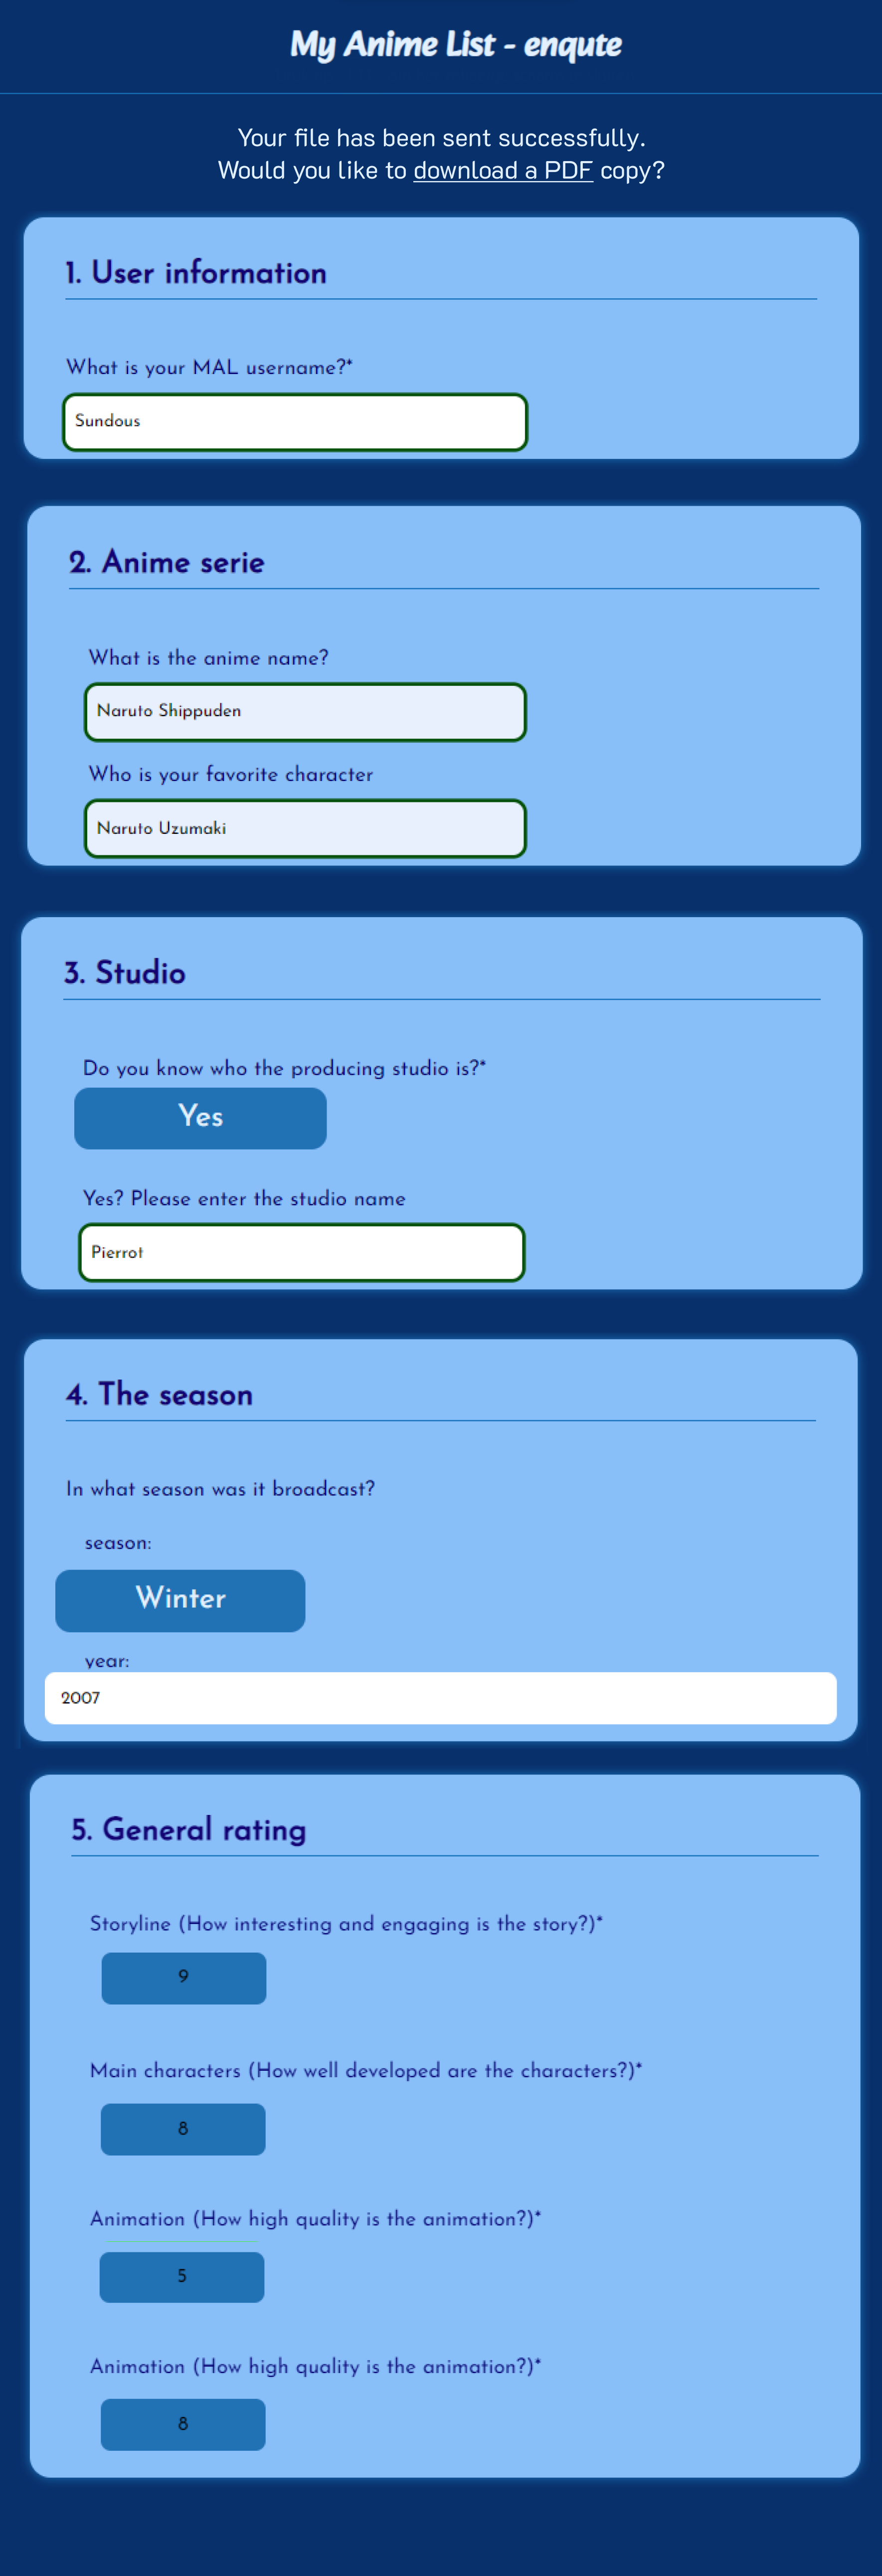 My Anime List - enqute
Your file has been sent successfully.
Would you like to download a PDF copy?
1. User information
What is your MAL username?*
Sundous
2. Anime serie
What is the anime name?
Naruto Shippuden
Who is your favorite character
Naruto Uzumaki
3. Studio
Do you know who the producing studio is?*
Yes
Yes? Please enter the studio name
Pierrot
4. The season
In what season was it broadcast?
season:
Winter
year:
2007
5. General rating
Storyline (How interesting and engaging is the story?)*
9
Main characters (How well developed are the characters?)*
8
Animation (How high quality is the animation?)*
5
Animation (How high quality is the animation?)*
8